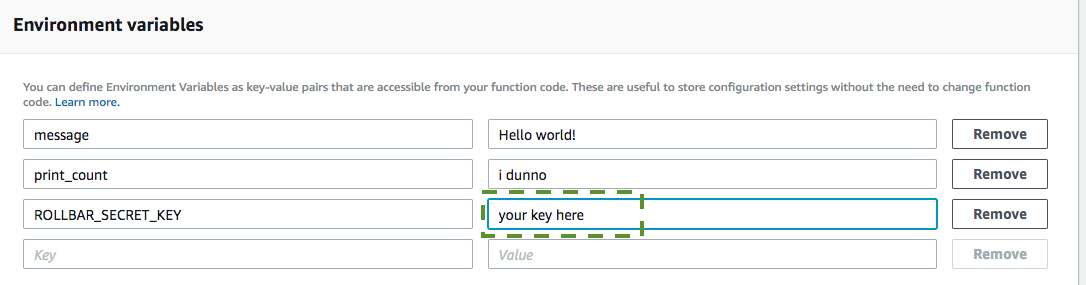 Environment variables
You can define Environment Variables as key-value pairs that are accessible from your function code. These are useful to store configuration settings without the need to change function
code. Learn more.
message Hello world! Remove
print_count i dunno Remove
ROLLBAR_SECRET_KEY your key here Remove
Key Value Remove